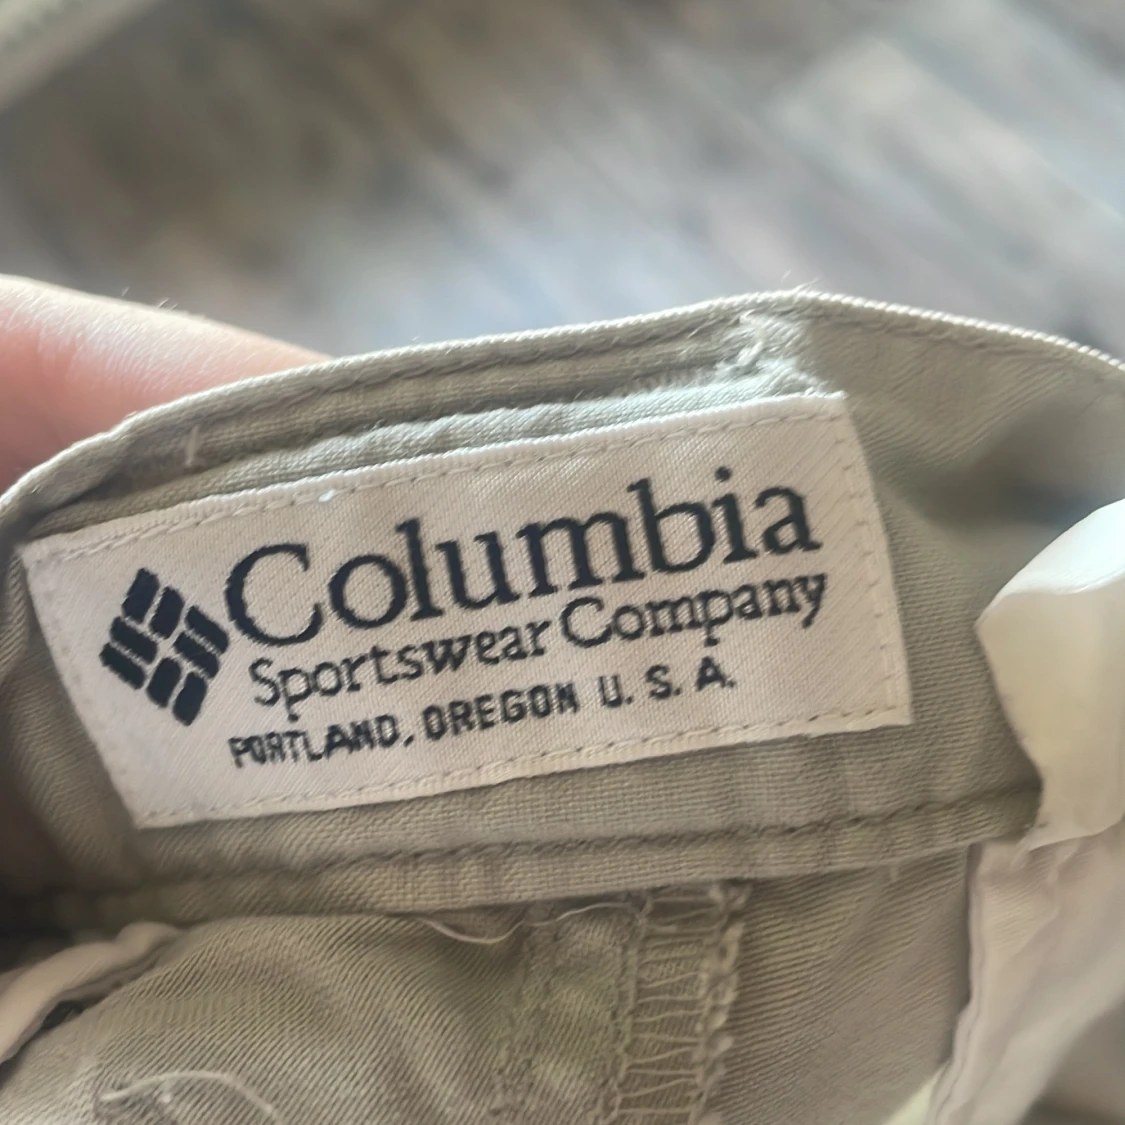 Columbia
Sportswear Company
PORTLAND, OREGON U. S. A.